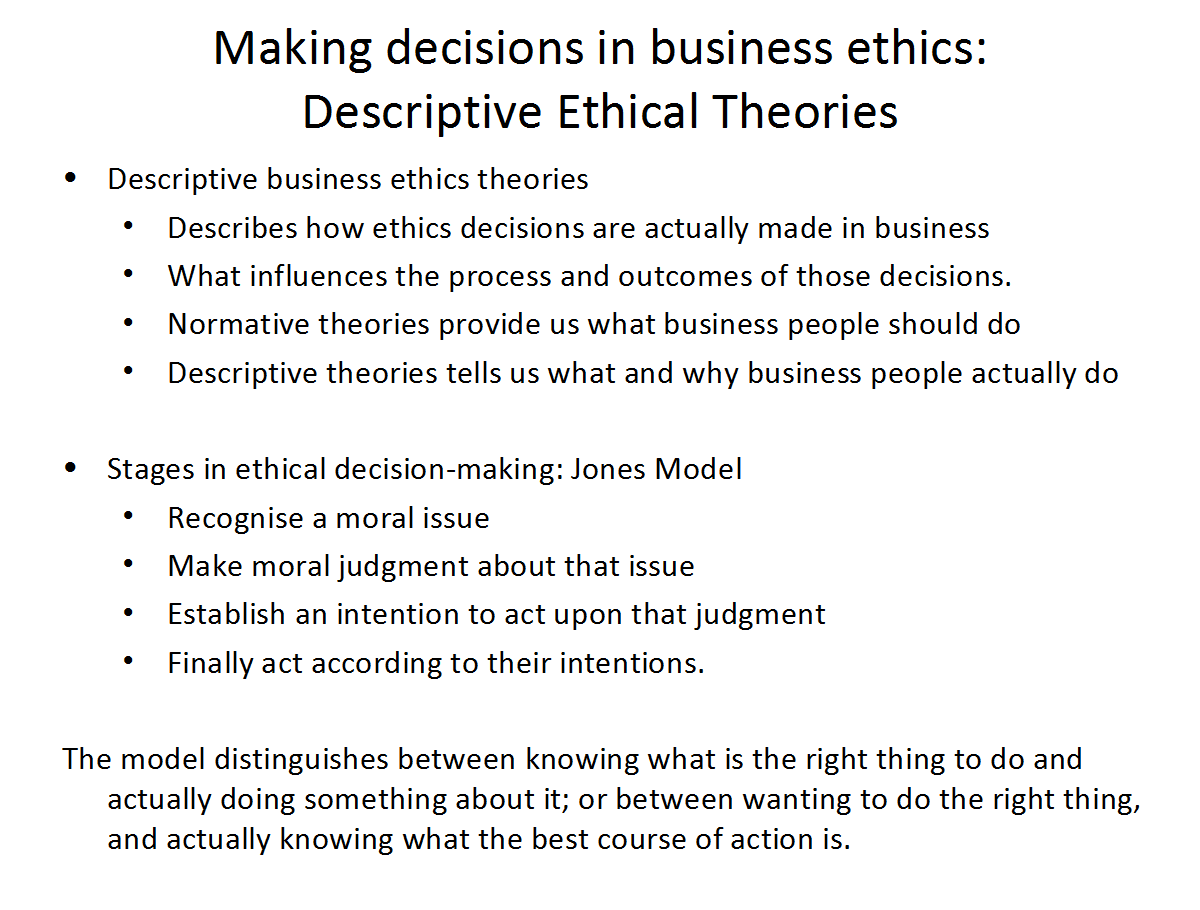 Making decisions in business ethics:
Descriptive Ethical Theories
• Descriptive business ethics theories
• Describes how ethics decisions are actually made in business
• What influences the process and outcomes of those decisions.
• Normative theories provide us what business people should do
• Descriptive theories tells us what and why business people actually do
• Stages in ethical decision-making: Jones Model
• Recognise a moral issue
• Make moral judgment about that issue
• Establish an intention to act upon that judgment
• Finally act according to their intentions.
The model distinguishes between knowing what is the right thing to do and
actually doing something about it; or between wanting to do the right thing,
and actually knowing what the best course of action is.